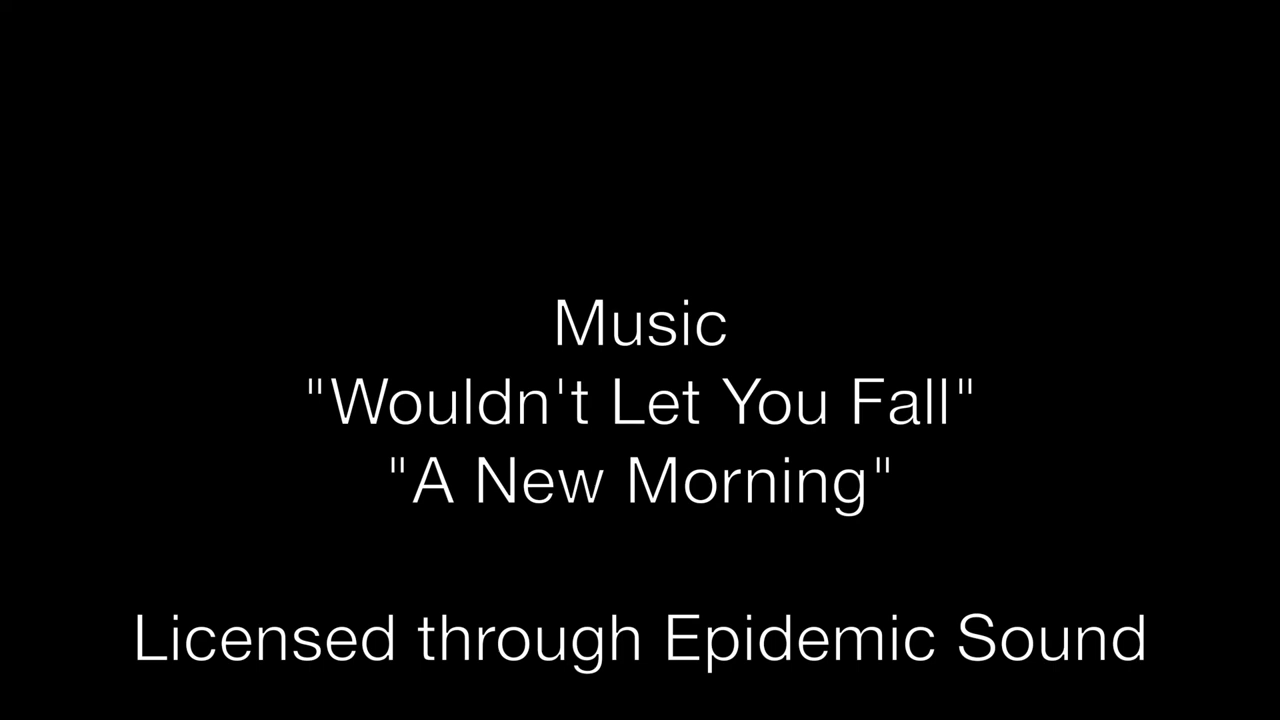 Music
"Wouldn't Let You Fall"
"A New Morning"
Licensed through Epidemic Sound